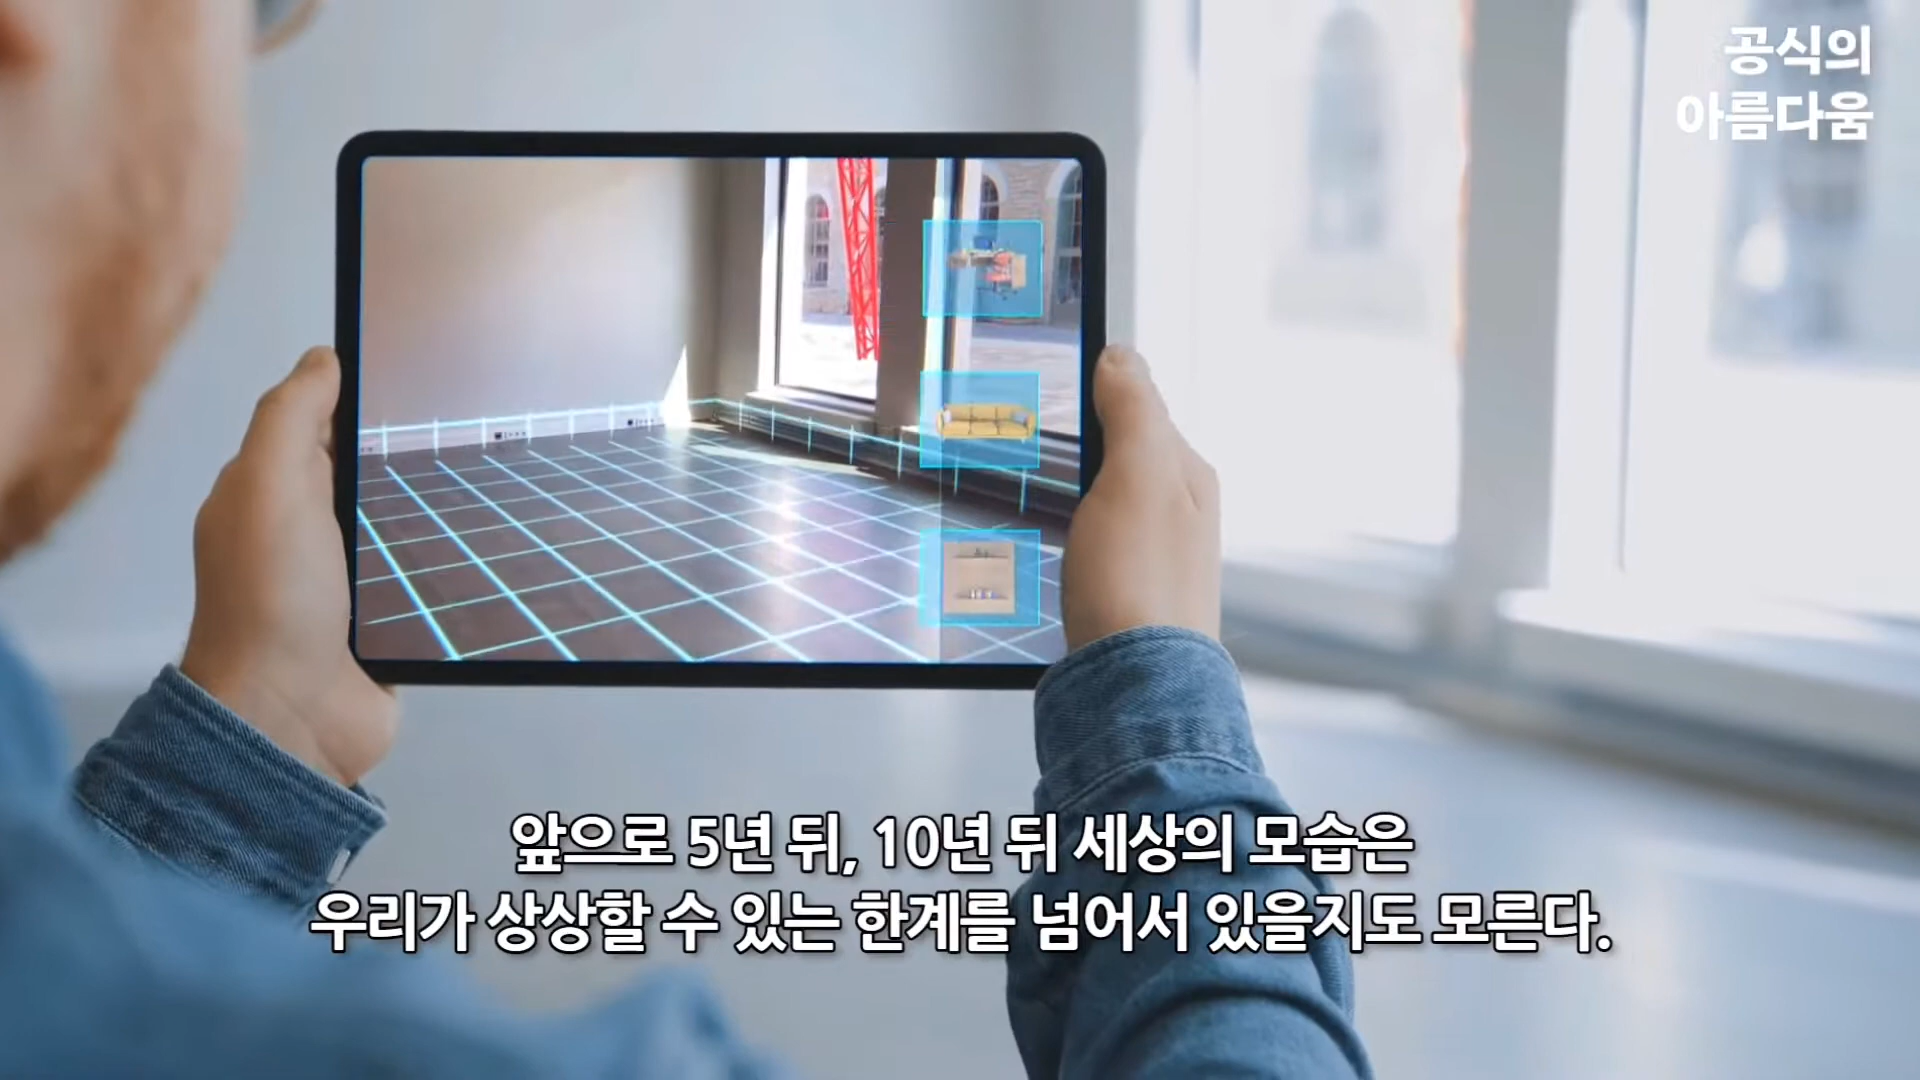 공식의
아름다움
앞으로 5년 뒤, 10년 뒤 세상의 모습은
우리가 상상할 수 있는 한계를 넘어서 있을지도 모른다.